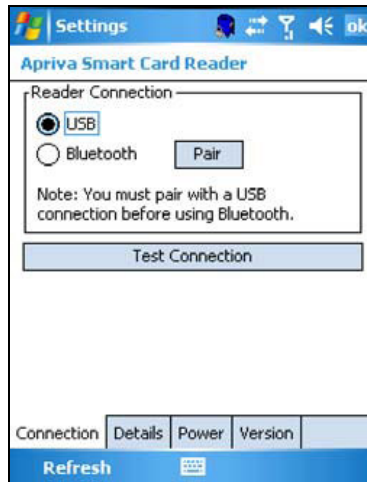 Settings
ok
Apriva Smart Card Reader
Reader Connection
USB
Bluetooth
Pair
Note: You must pair with a USB
connection before using Bluetooth.
Test Connection
Connection Details Power Version
Refresh